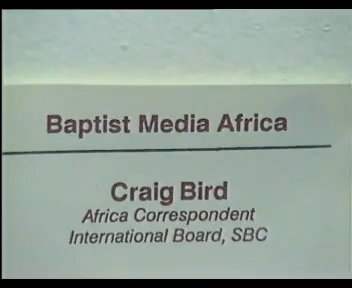 Baptist Media Africa
Craig Bird
Africa Correspondent
International Board, SBC